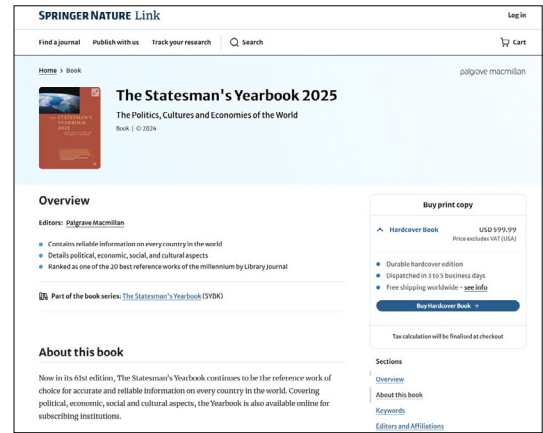 SPRINGER NATURE Link
Log in
Find a journal Publish with us Track your research Search
Cart
Home > Book
palgrave macmillan
THE STATESMAN'S
YEARBOOK
2025
The Statesman's Yearbook 2025
The Politics, Cultures and Economies of the World
Book | © 2024
Overview
Editors: Palgrave Macmillan
Contains reliable information on every country in the world
Details political, economic, social, and cultural aspects
Ranked as one of the 20 best reference works of the millennium by Library Journal
Part of the book series: The Statesman's Yearbook (SYBK)
About this book
Now in its 61st edition, The Statesman's Yearbook continues to be the reference work of
choice for accurate and reliable information on every country in the world. Covering
political, economic, social and cultural aspects, the Yearbook is also available online for
subscribing institutions.
Buy print copy
Hardcover Book USD 599.99
Price excludes VAT (USA)
Durable hardcover edition
Dispatched in 3 to 5 business days
Free shipping worldwide - see info
Buy Hardcover Book →
Tax calculation will be finalised at checkout
Sections
Overview
About this book
Keywords
Editors and Affiliations